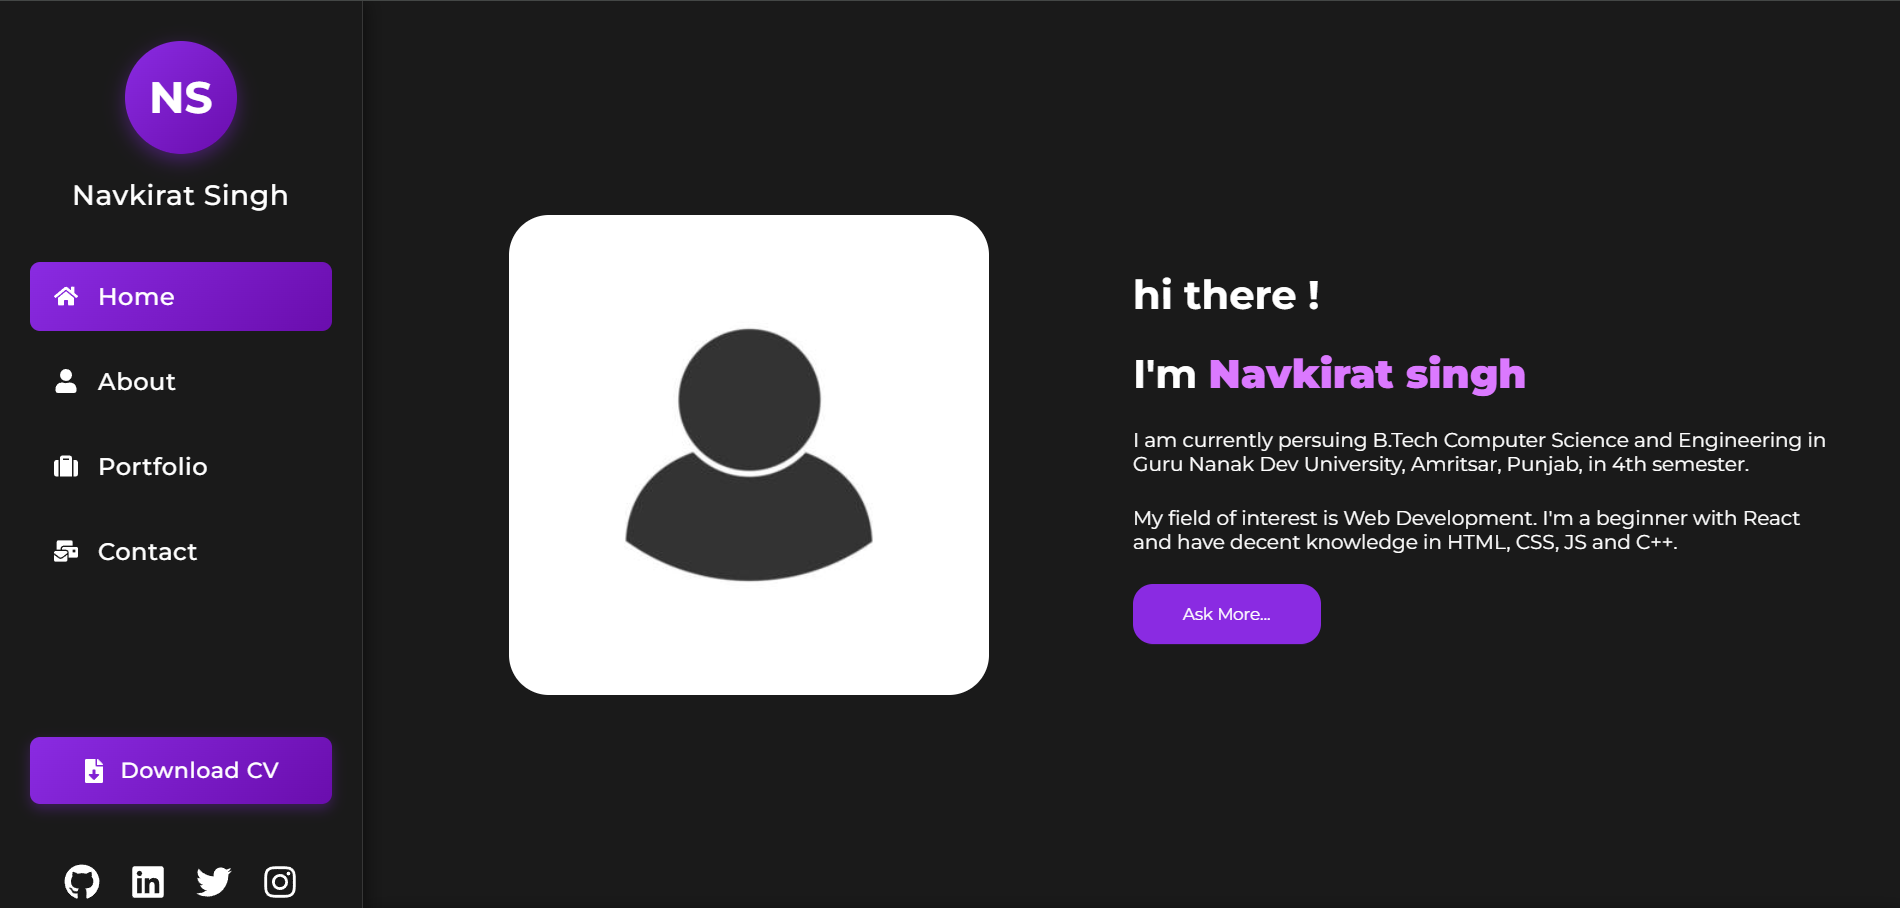 NS
Navkirat Singh
Home
About
Portfolio
Contact
Download CV
hi there !
I'm Navkirat singh
I am currently persuing B.Tech Computer Science and Engineering in
Guru Nanak Dev University, Amritsar, Punjab, in 4th semester.
My field of interest is Web Development. I'm a beginner with React
and have decent knowledge in HTML, CSS, JS and C++.
Ask More...